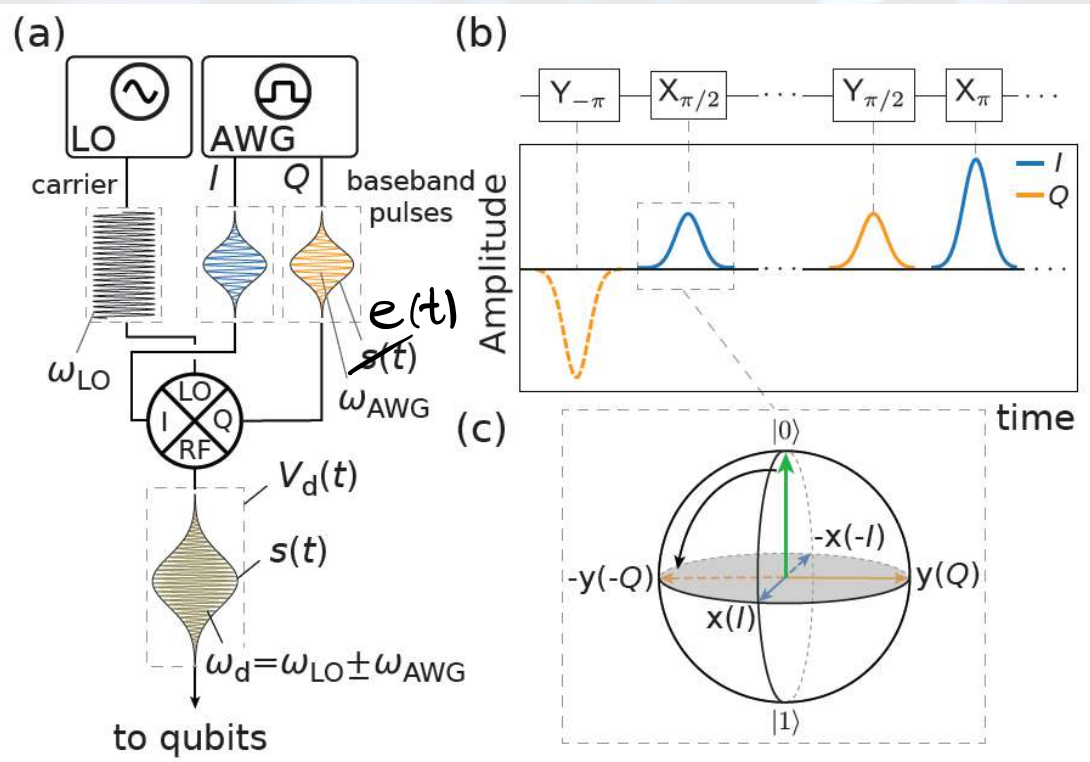 (a)
LO
AWG
carrier
I
Q
baseband
pulses
e(t)
s(t)
ω_LO
ω_AWG
LO
I
Q
RF
V_d(t)
s(t)
ω_d=ω_LO±ω_AWG
to qubits
(b)
Y_−π
X_π/2
···
Y_π/2
X_π
···
Amplitude
I
Q
····
····
time
(c)
|0⟩
-x(-I)
-y(-Q)
y(Q)
x(I)
|1⟩